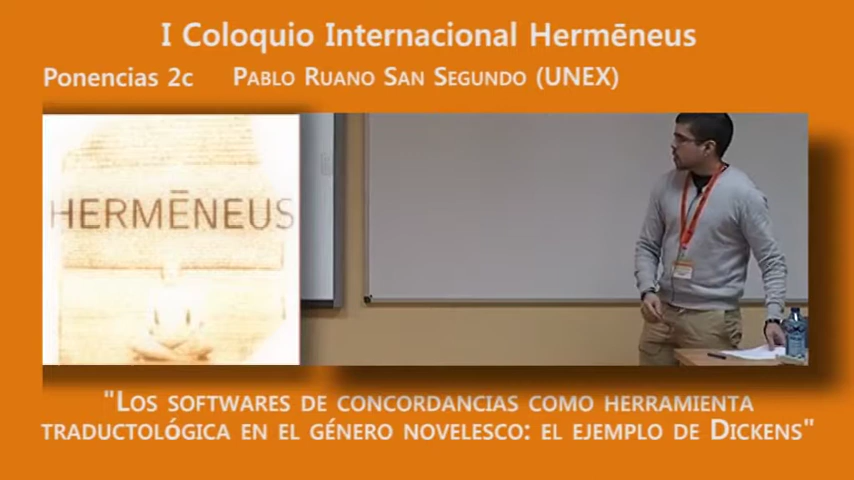 I Coloquio Internacional Hermēneus
Ponencias 2c Pablo Ruano San Segundo (UNEX)
HERMĒNEUS
"Los softwares de concordancias como herramienta
traductológica en el género novelesco: el ejemplo de Dickens"